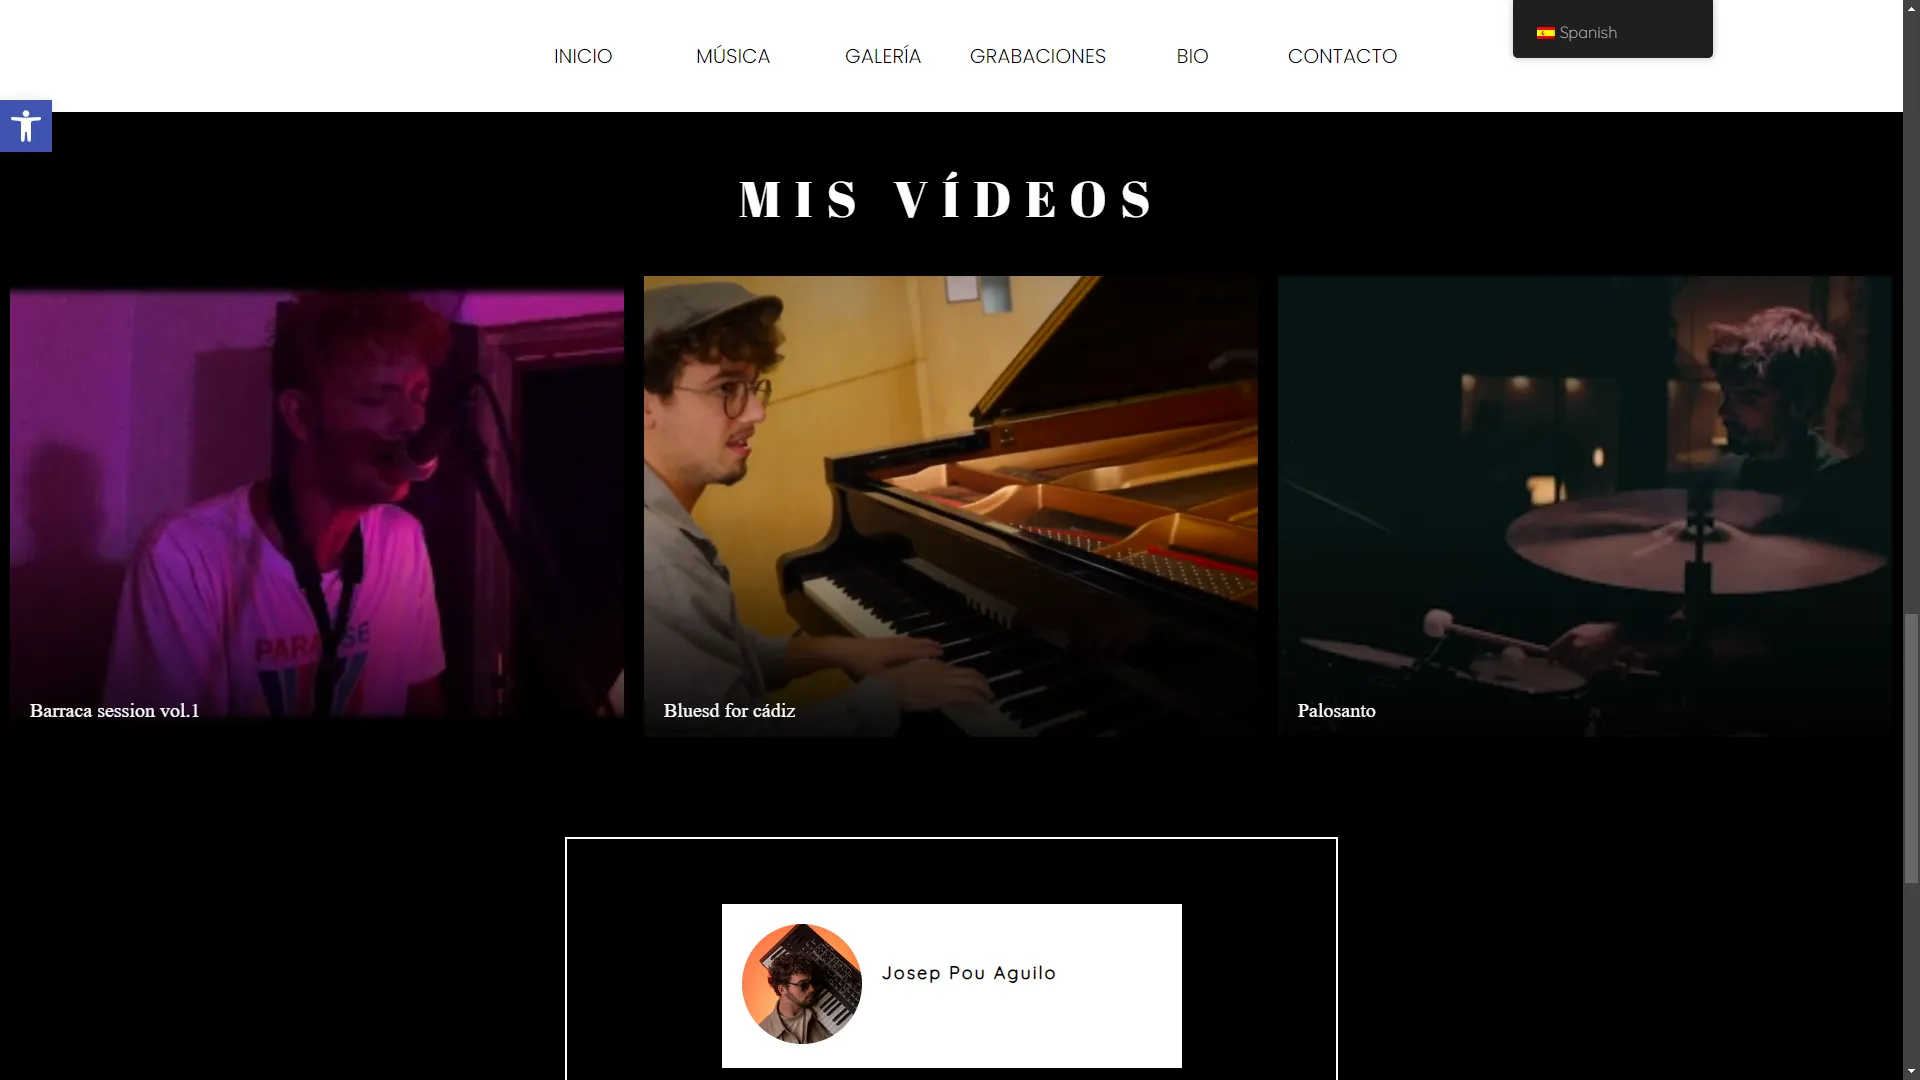 INICIO MÚSICA GALERÍA GRABACIONES BIO CONTACTO
Spanish
MIS VÍDEOS
Barraca session vol.1
Bluesd for cádiz
Palosanto
Josep Pou Aguilo